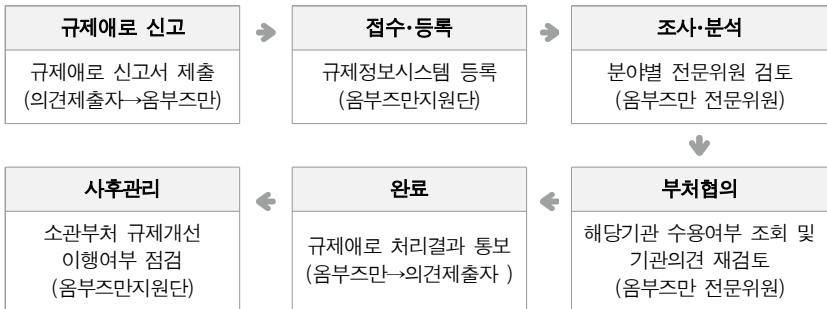 규제애로 신고
규제애로 신고서 제출
(의견제출자→옴부즈만)
접수·등록
규제정보시스템 등록
(옴부즈만지원단)
조사·분석
분야별 전문위원 검토
(옴부즈만 전문위원)
부처협의
해당기관 수용여부 조회 및
기관의견 재검토
(옴부즈만 전문위원)
완료
규제애로 처리결과 통보
(옴부즈만→의견제출자 )
사후관리
소관부처 규제개선
이행여부 점검
(옴부즈만지원단)